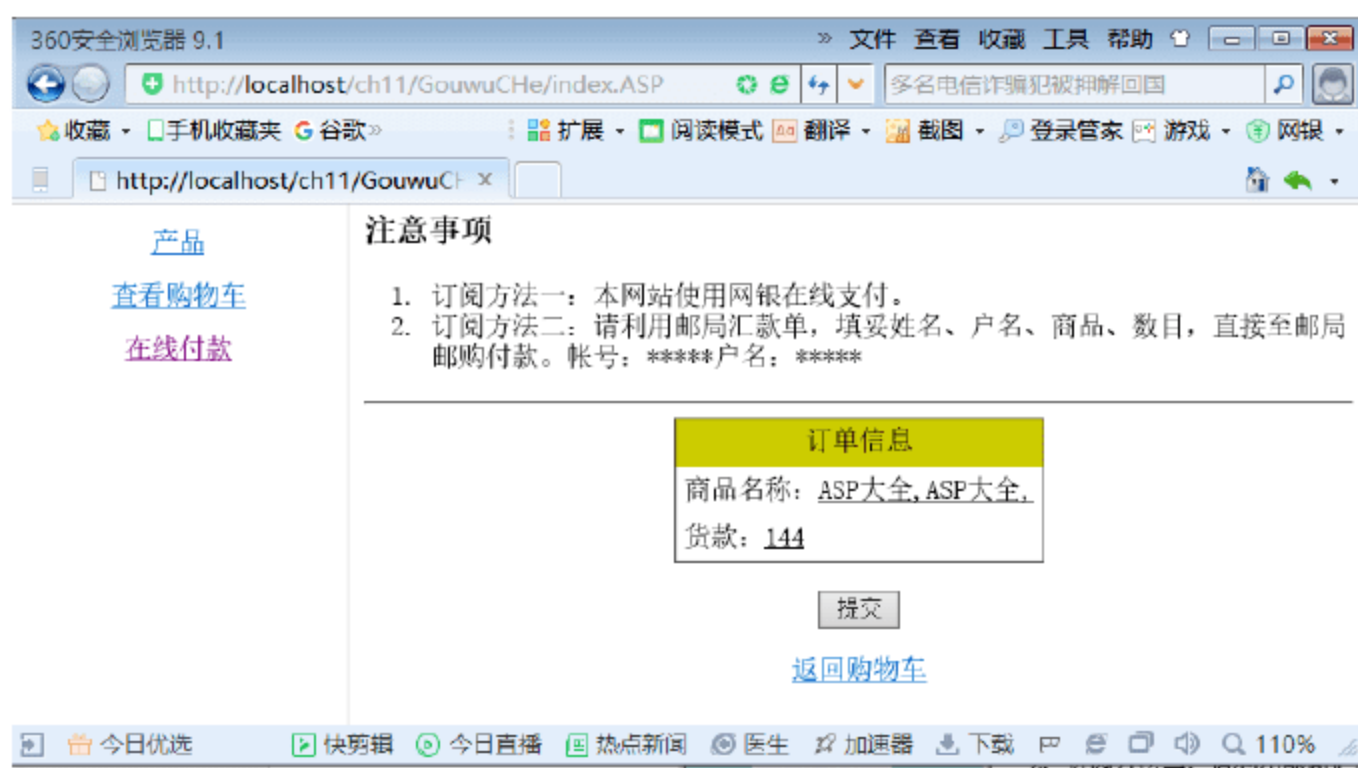 360安全浏览器 9.1 » 文件 查看 收藏 工具 帮助
http://localhost/ch11/GouwuCHe/index.ASP 多名电信诈骗犯被押解回国
收藏 手机收藏夹 G 谷歌» 扩展 阅读模式 Aa 翻译 截图 登录管家 游戏 网银
http://localhost/ch11/GouwuCH ×
产品
查看购物车
在线付款
注意事项
1. 订阅方法一：本网站使用网银在线支付。
2. 订阅方法二：请利用邮局汇款单，填妥姓名、户名、商品、数目，直接至邮局
邮购付款。帐号：*****户名：*****
订单信息
商品名称：ASP大全,ASP大全,
货款：144
提交
返回购物车
今日优选 快剪辑 今日直播 热点新闻 医生 加速器 下载 110%